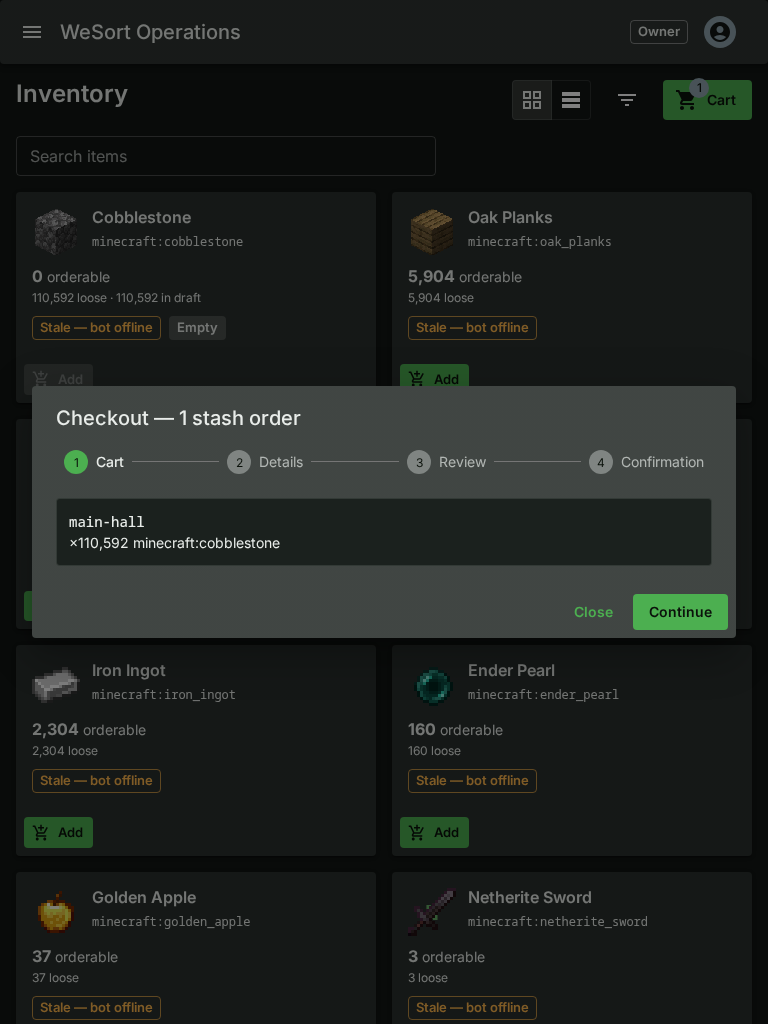 WeSort Operations
Owner
Inventory
1
Cart
Search items
Cobblestone
minecraft:cobblestone
0 orderable
110,592 loose · 110,592 in draft
Stale — bot offline
Empty
Add
Oak Planks
minecraft:oak_planks
5,904 orderable
5,904 loose
Stale — bot offline
Add
Checkout — 1 stash order
1 Cart
2 Details
3 Review
4 Confirmation
main-hall
×110,592 minecraft:cobblestone
Close
Continue
Iron Ingot
minecraft:iron_ingot
2,304 orderable
2,304 loose
Stale — bot offline
Add
Ender Pearl
minecraft:ender_pearl
160 orderable
160 loose
Stale — bot offline
Add
Golden Apple
minecraft:golden_apple
37 orderable
37 loose
Stale — bot offline
Netherite Sword
minecraft:netherite_sword
3 orderable
3 loose
Stale — bot offline